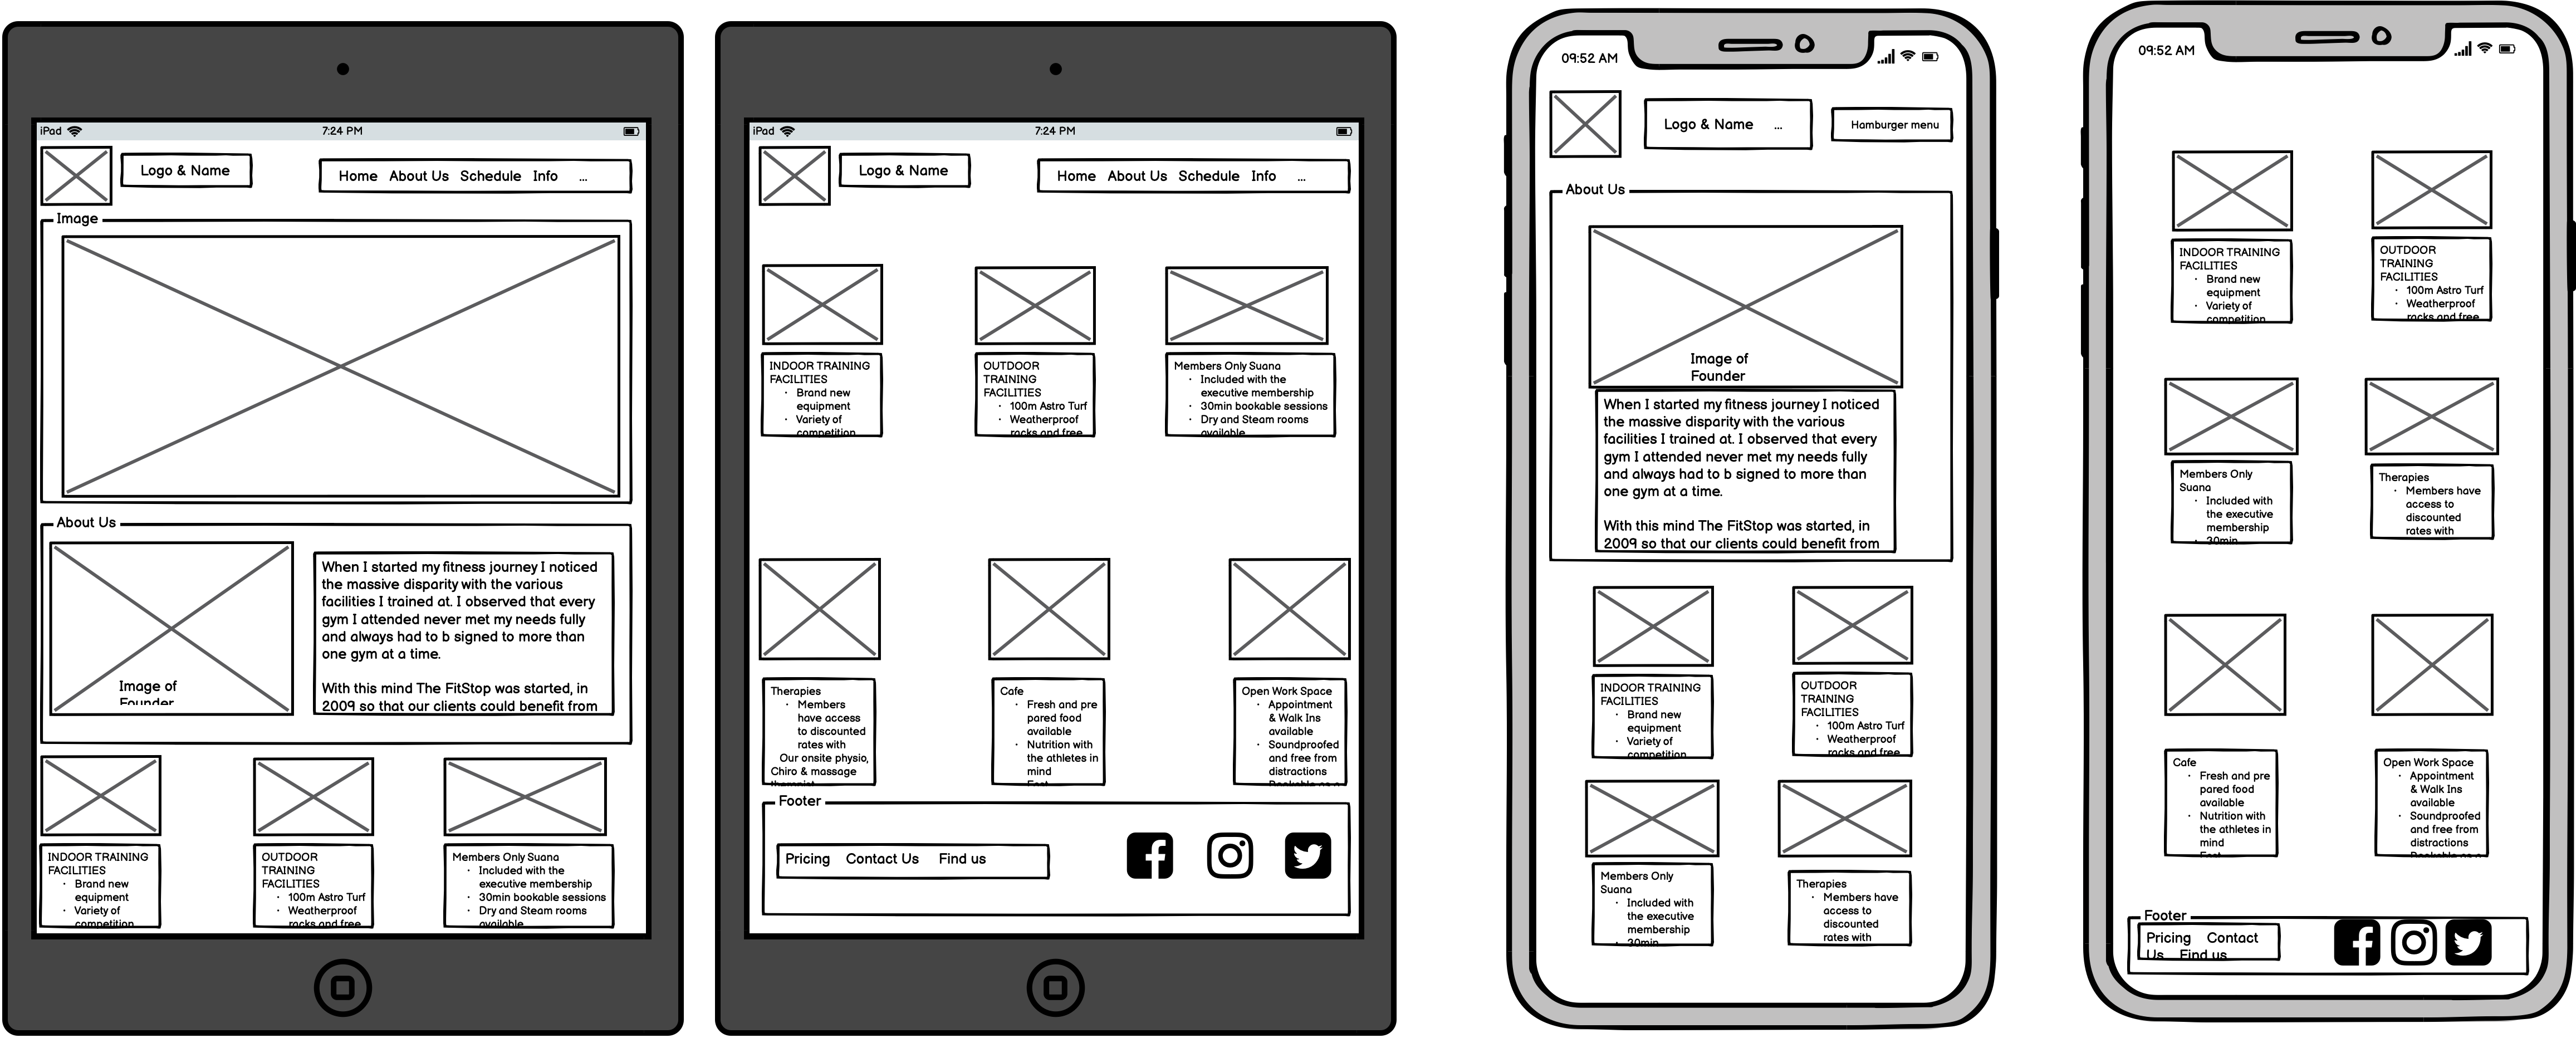 iPad 7:24 PM
Logo & Name
Home About Us Schedule Info ...
Image
About Us
Image of
Founder
When I started my fitness journey I noticed
the massive disparity with the various
facilities I trained at. I observed that every
gym I attended never met my needs fully
and always had to b signed to more than
one gym at a time.
With this mind The FitStop was started, in
2009 so that our clients could benefit from
INDOOR TRAINING
FACILITIES
· Brand new
equipment
· Variety of
competition
OUTDOOR
TRAINING
FACILITIES
· 100m Astro Turf
· Weatherproof
racks and free
Members Only Suana
· Included with the
executive membership
· 30min bookable sessions
· Dry and Steam rooms
available
iPad 7:24 PM
Logo & Name
Home About Us Schedule Info ...
INDOOR TRAINING
FACILITIES
· Brand new
equipment
· Variety of
competition
OUTDOOR
TRAINING
FACILITIES
· 100m Astro Turf
· Weatherproof
racks and free
Members Only Suana
· Included with the
executive membership
· 30min bookable sessions
· Dry and Steam rooms
available
Therapies
· Members
have access
to discounted
rates with
Our onsite physio,
Chiro & massage
therapist
Cafe
· Fresh and pre
pared food
available
· Nutrition with
the athletes in
mind
Open Work Space
· Appointment
& Walk Ins
available
· Soundproofed
and free from
distractions
Footer
Pricing Contact Us Find us
09:52 AM
Logo & Name ...
Hamburger menu
About Us
Image of
Founder
When I started my fitness journey I noticed
the massive disparity with the various
facilities I trained at. I observed that every
gym I attended never met my needs fully
and always had to b signed to more than
one gym at a time.
With this mind The FitStop was started, in
2009 so that our clients could benefit from
INDOOR TRAINING
FACILITIES
· Brand new
equipment
· Variety of
competition
OUTDOOR
TRAINING
FACILITIES
· 100m Astro Turf
· Weatherproof
racks and free
Members Only
Suana
· Included with
the executive
membership
· 30min
Therapies
· Members have
access to
discounted
rates with
09:52 AM
INDOOR TRAINING
FACILITIES
· Brand new
equipment
· Variety of
competition
OUTDOOR
TRAINING
FACILITIES
· 100m Astro Turf
· Weatherproof
racks and free
Members Only
Suana
· Included with
the executive
membership
· 30min
Therapies
· Members have
access to
discounted
rates with
Cafe
· Fresh and pre
pared food
available
· Nutrition with
the athletes in
mind
Open Work Space
· Appointment
& Walk Ins
available
· Soundproofed
and free from
distractions
Footer
Pricing Contact
Us Find us